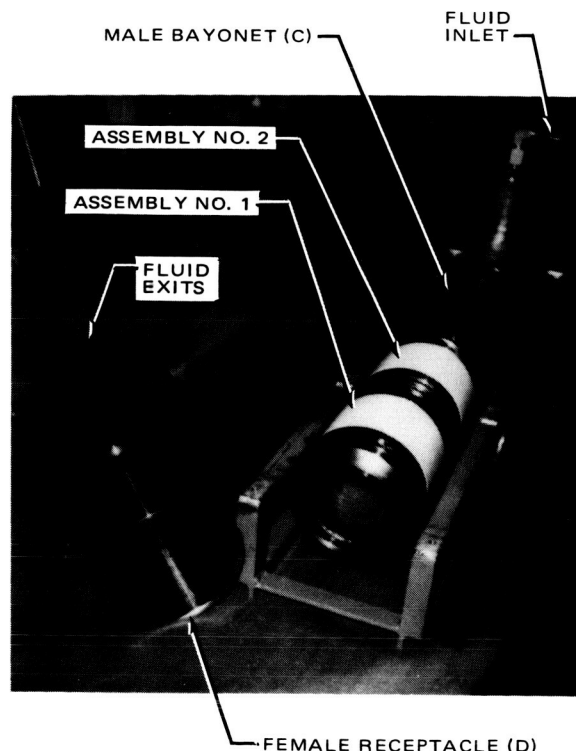 MALE BAYONET (C)
FLUID
INLET
ASSEMBLY NO. 2
ASSEMBLY NO. 1
FLUID
EXITS
FEMALE RECEPTACLE (D)